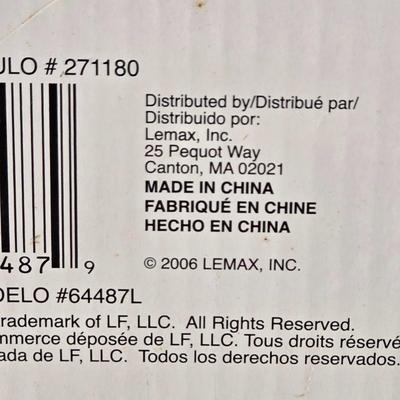 ULO # 271180
Distributed by/Distribué par/
Distribuido por:
Lemax, Inc.
25 Pequot Way
Canton, MA 02021
MADE IN CHINA
FABRIQUÉ EN CHINE
HECHO EN CHINA
487 9
© 2006 LEMAX, INC.
DELO #64487L
rademark of LF, LLC. All Rights Reserved.
mmerce déposée de LF, LLC. Tous droits réservé
ada de LF, LLC. Todos los derechos reservados.